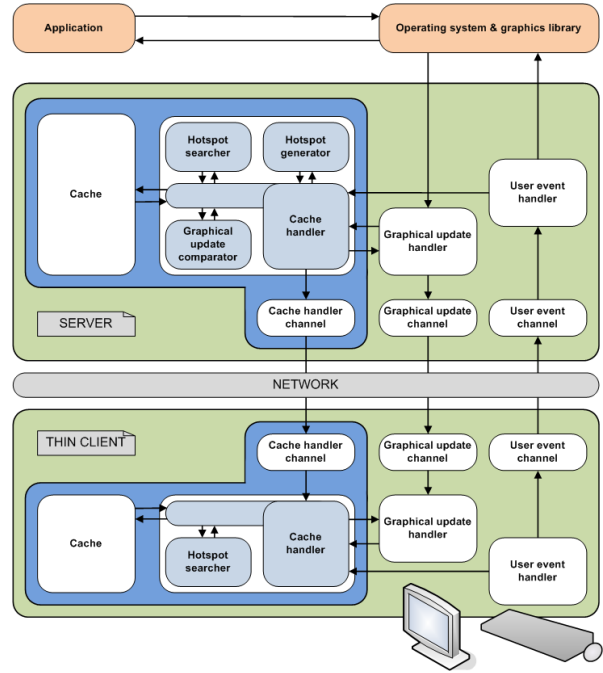 Application
Operating system & graphics library
Cache
Hotspot
searcher
Hotspot
generator
Graphical
update
comparator
Cache
handler
User event
handler
Graphical update
handler
Cache handler
channel
Graphical update
channel
User event
channel
SERVER
NETWORK
THIN CLIENT
Cache handler
channel
Graphical update
channel
User event
channel
Cache
Hotspot
searcher
Cache
handler
Graphical update
handler
User event
handler